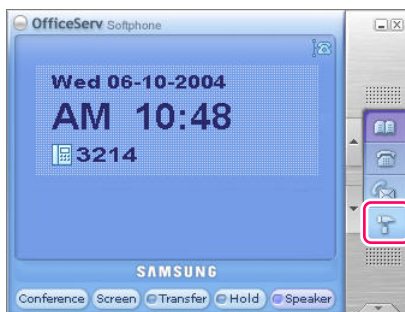 OfficeServ Softphone
Wed 06-10-2004
AM 10:48
3214
SAMSUNG
Conference Screen Transfer Hold Speaker